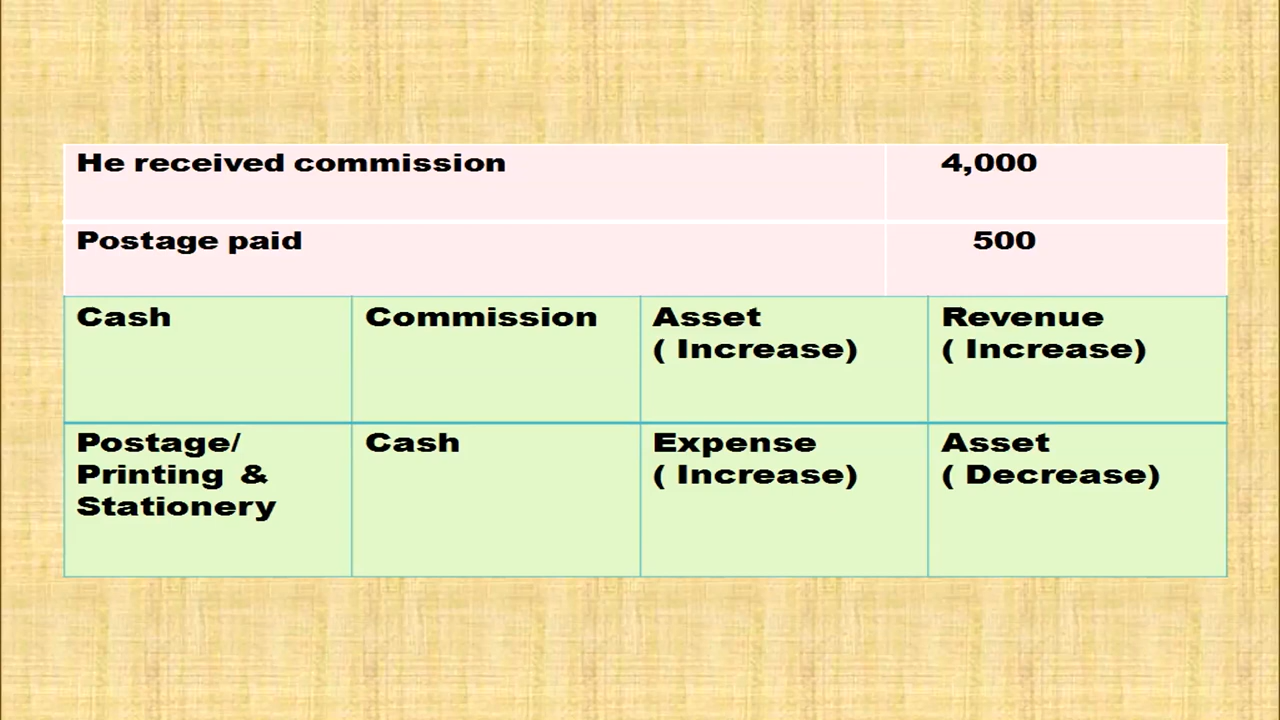 He received commission 4,000
Postage paid 500
Cash Commission Asset Revenue
( Increase) ( Increase)
Postage/ Cash Expense Asset
Printing & ( Increase) ( Decrease)
Stationery